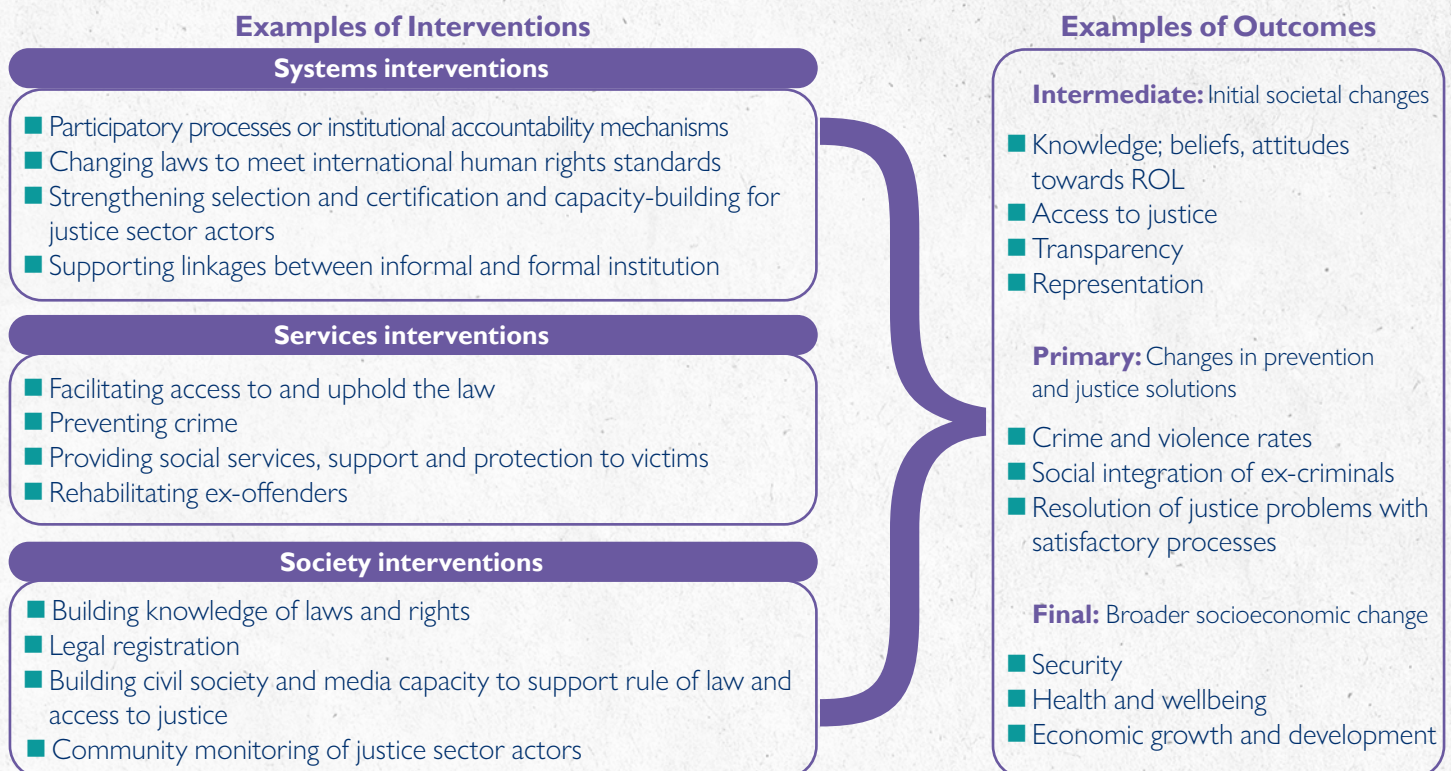 Examples of Interventions
Systems interventions
Participatory processes or institutional accountability mechanisms
Changing laws to meet international human rights standards
Strengthening selection and certification and capacity-building for
justice sector actors
Supporting linkages between informal and formal institution
Services interventions
Facilitating access to and uphold the law
Preventing crime
Providing social services, support and protection to victims
Rehabilitating ex-offenders
Society interventions
Building knowledge of laws and rights
Legal registration
Building civil society and media capacity to support rule of law and
access to justice
Community monitoring of justice sector actors
Examples of Outcomes
Intermediate: Initial societal changes
Knowledge; beliefs, attitudes
towards ROL
Access to justice
Transparency
Representation
Primary: Changes in prevention
and justice solutions
Crime and violence rates
Social integration of ex-criminals
Resolution of justice problems with
satisfactory processes
Final: Broader socioeconomic change
Security
Health and wellbeing
Economic growth and development